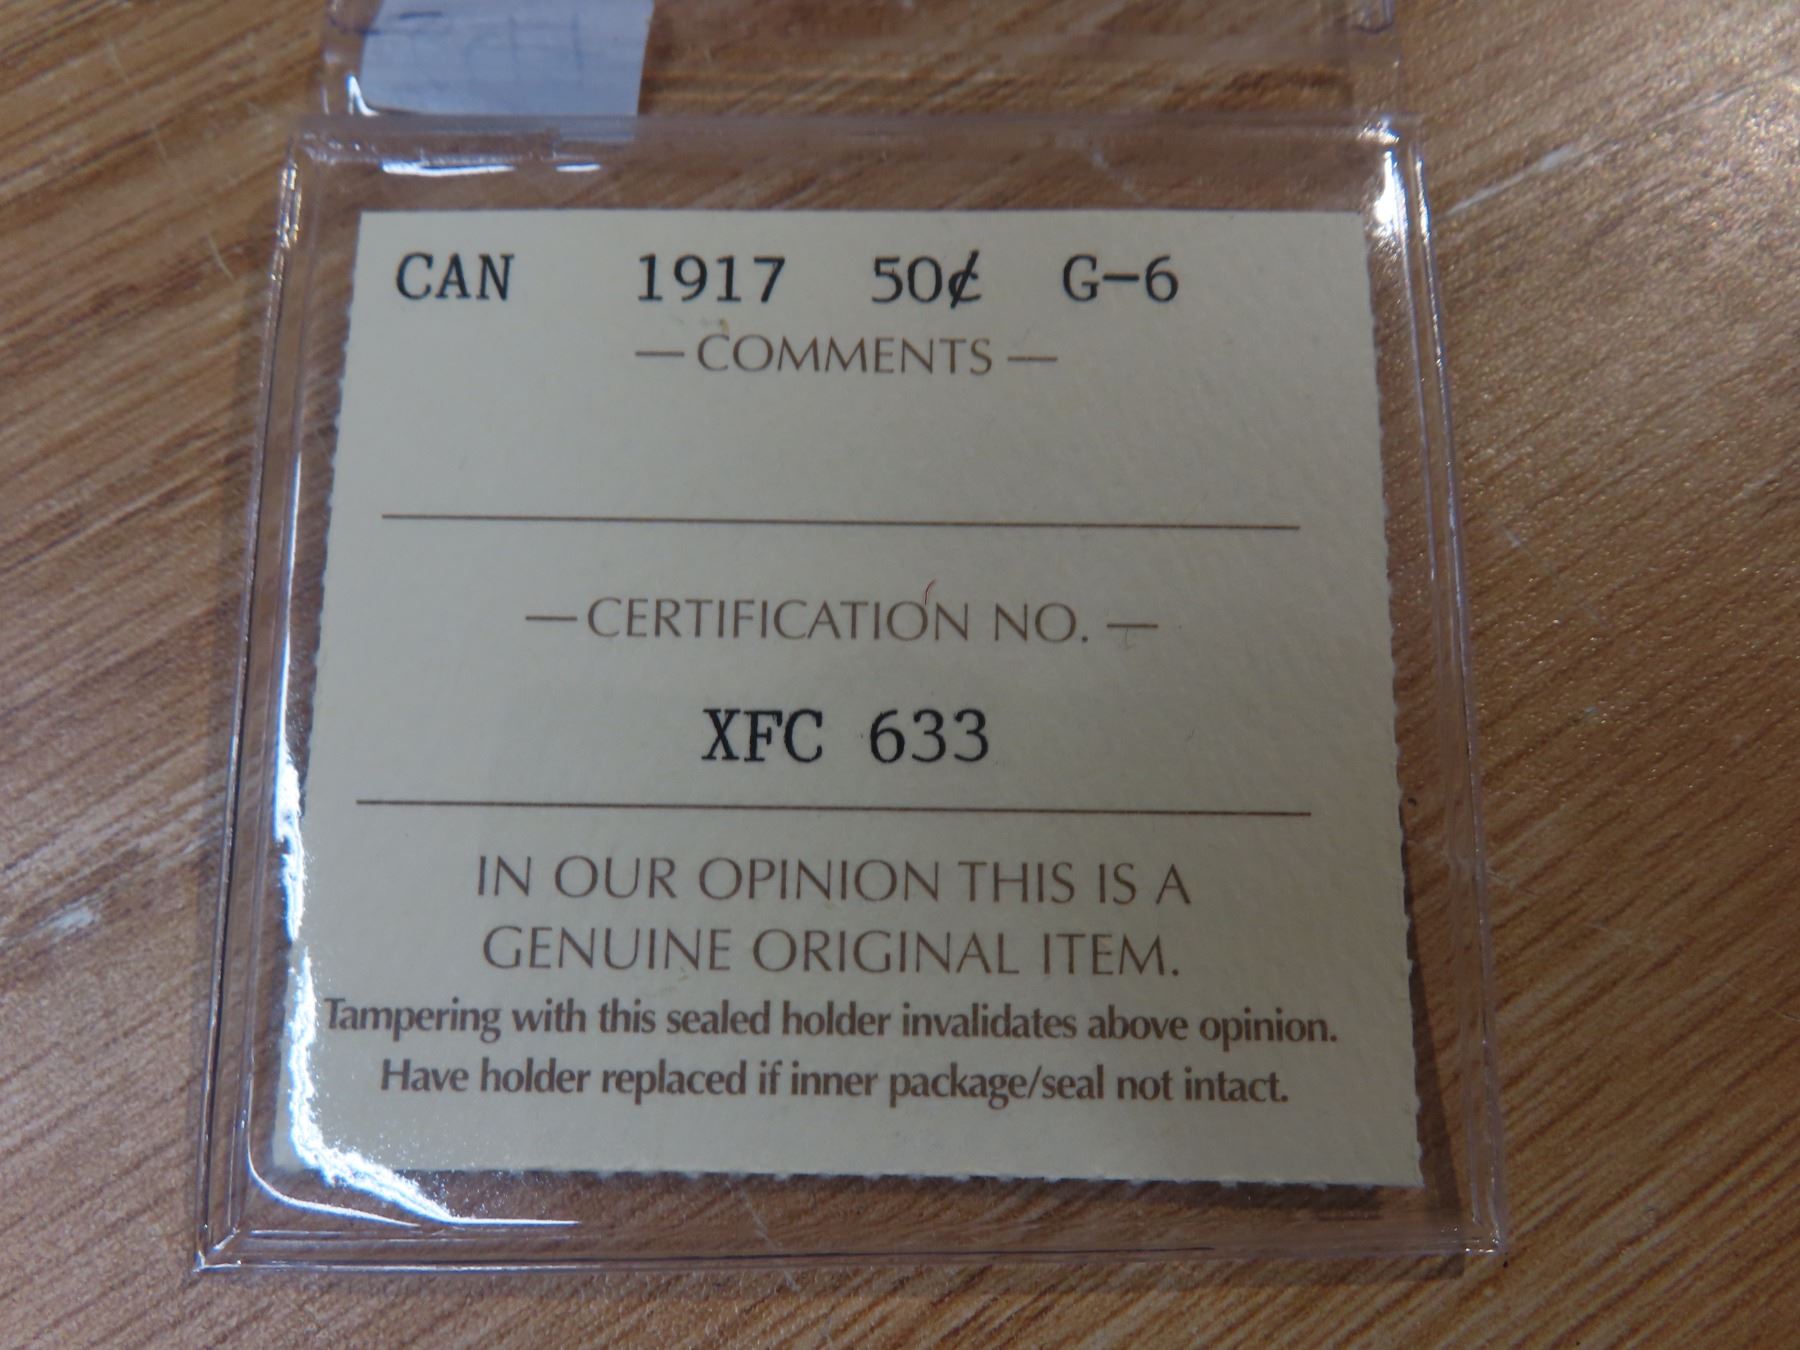 CAN 1917 50¢ G-6
— COMMENTS —
— CERTIFICATION NO. —
XFC 633
IN OUR OPINION THIS IS A
GENUINE ORIGINAL ITEM.
Tampering with this sealed holder invalidates above opinion.
Have holder replaced if inner package/seal not intact.